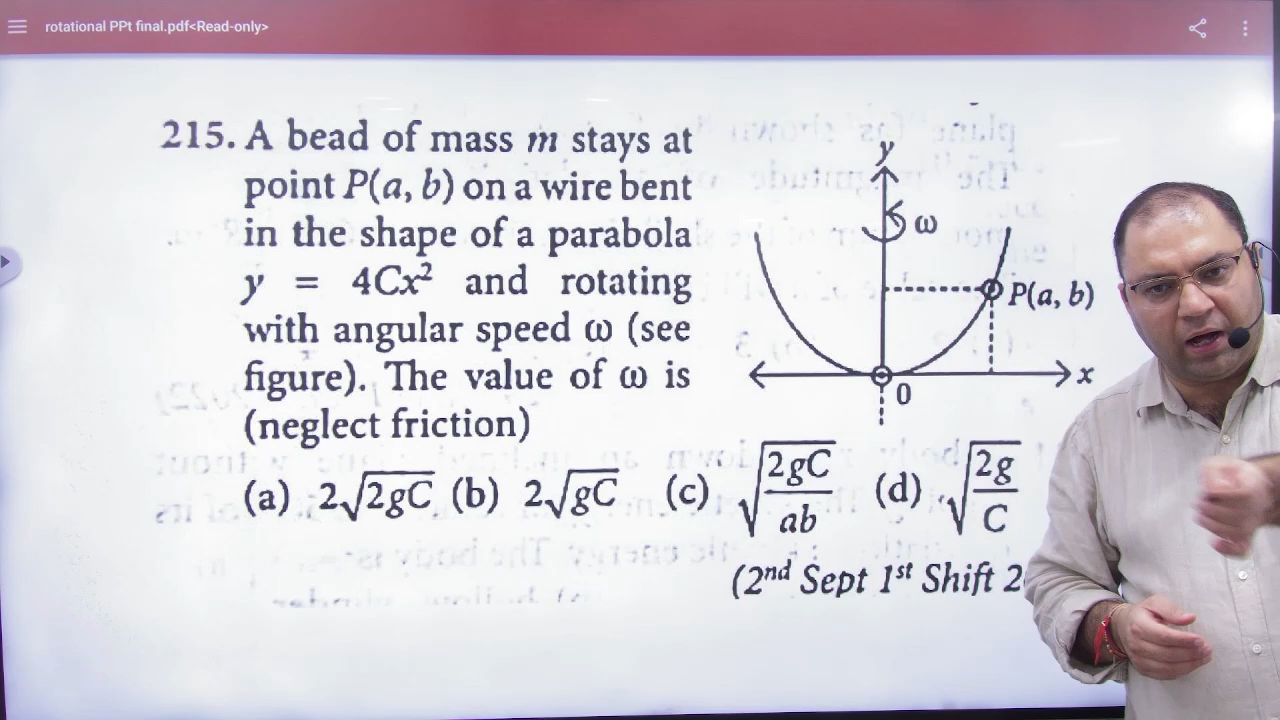 rotational PPt final.pdf<Read-only>
215. A bead of mass m stays at
point P(a, b) on a wire bent
in the shape of a parabola
y = 4Cx² and rotating
with angular speed ω (see
figure). The value of ω is
(neglect friction)
y
ω
P(a, b)
x
0
(a) 2√2gC (b) 2√gC (c) √(2gC/ab) (d) √(2g/C)
(2nd Sept 1st Shift 2